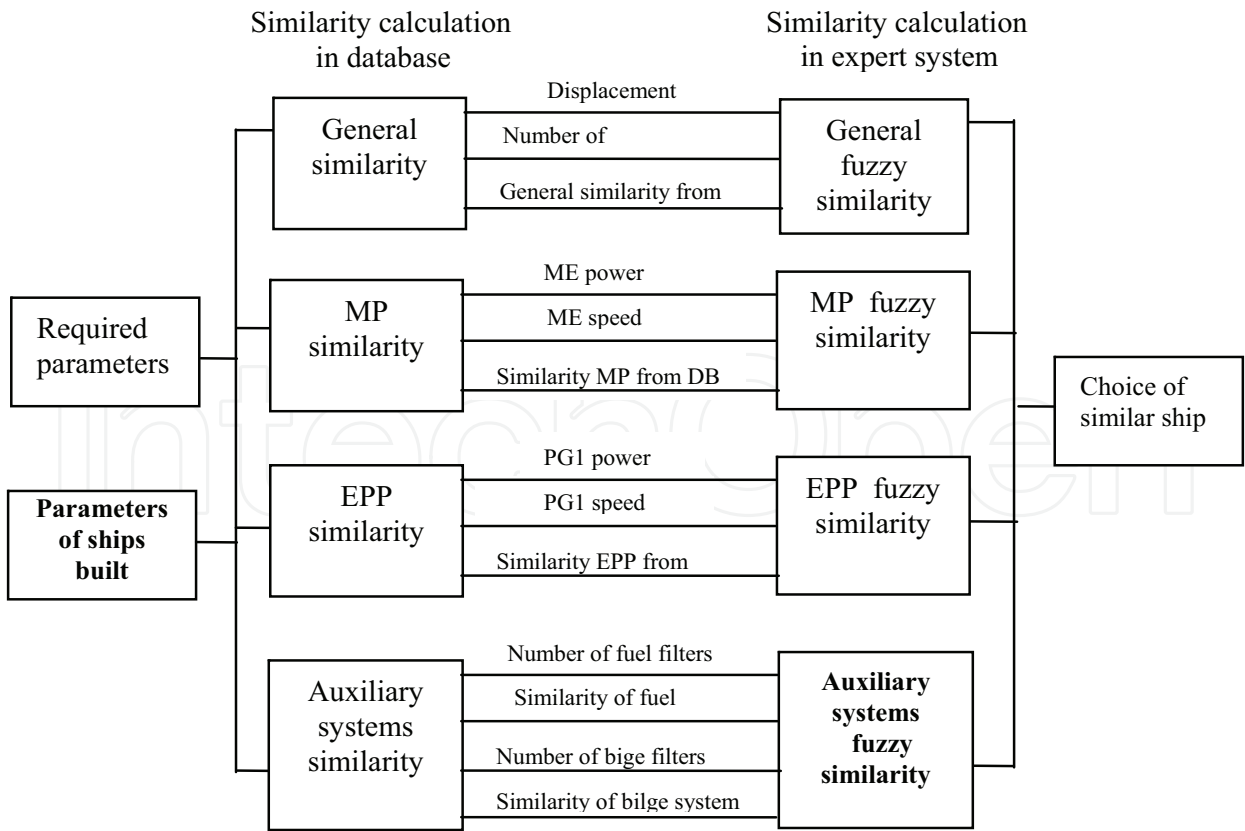 Similarity calculation
in database
Similarity calculation
in expert system
General
similarity
Displacement
Number of
General similarity from
General
fuzzy
similarity
MP
similarity
ME power
ME speed
Similarity MP from DB
MP fuzzy
similarity
Required
parameters
Parameters
of ships
built
EPP
similarity
PG1 power
PG1 speed
Similarity EPP from
EPP fuzzy
similarity
Choice of
similar ship
Auxiliary
systems
similarity
Number of fuel filters
Similarity of fuel
Number of bige filters
Similarity of bilge system
Auxiliary
systems
fuzzy
similarity
IntechOpen